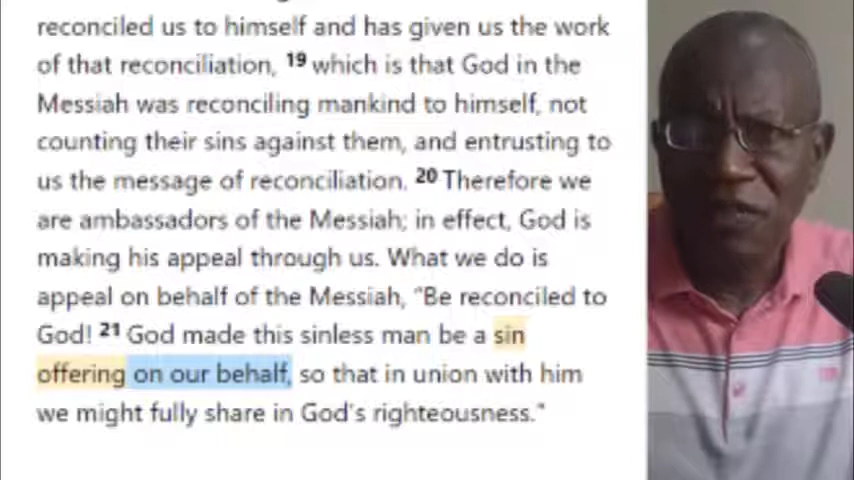 reconciled us to himself and has given us the work
of that reconciliation, 19 which is that God in the
Messiah was reconciling mankind to himself, not
counting their sins against them, and entrusting to
us the message of reconciliation. 20 Therefore we
are ambassadors of the Messiah; in effect, God is
making his appeal through us. What we do is
appeal on behalf of the Messiah, "Be reconciled to
God! 21 God made this sinless man be a sin
offering on our behalf, so that in union with him
we might fully share in God's righteousness."